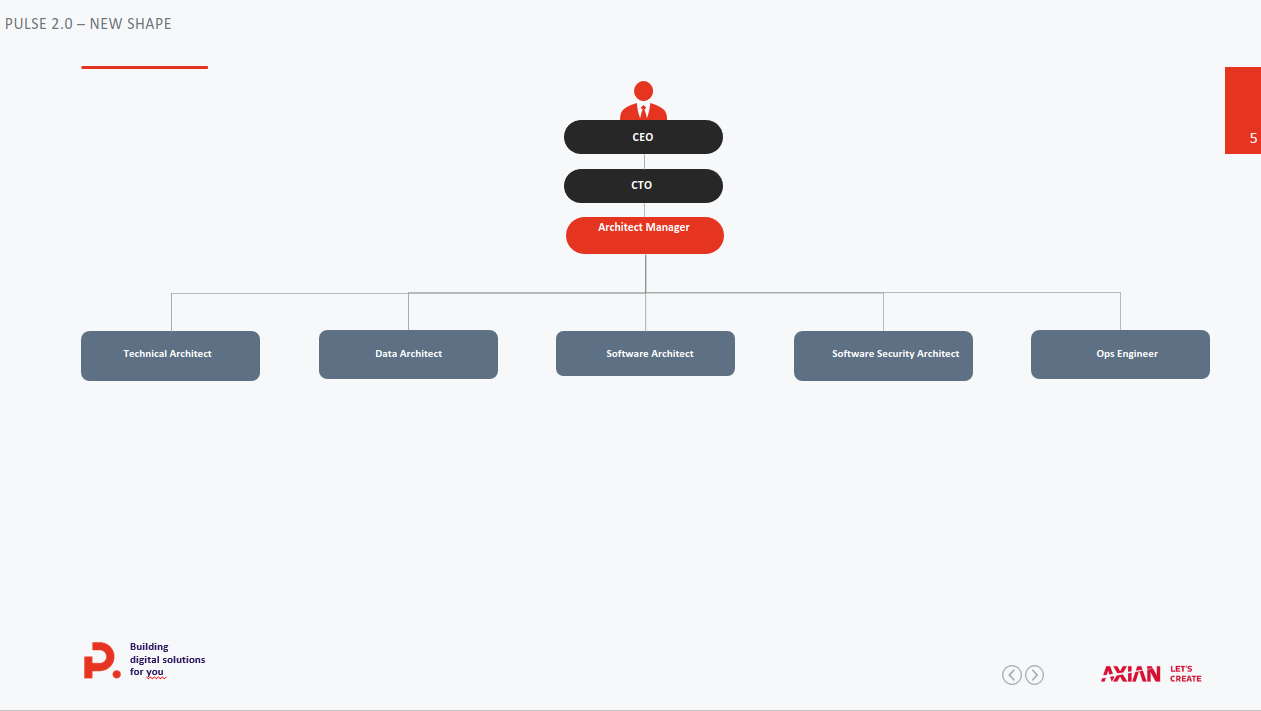 PULSE 2.0 – NEW SHAPE
5
CEO
CTO
Architect Manager
Technical Architect
Data Architect
Software Architect
Software Security Architect
Ops Engineer
P.
Building
digital solutions
for you
AXIAN
LET'S
CREATE